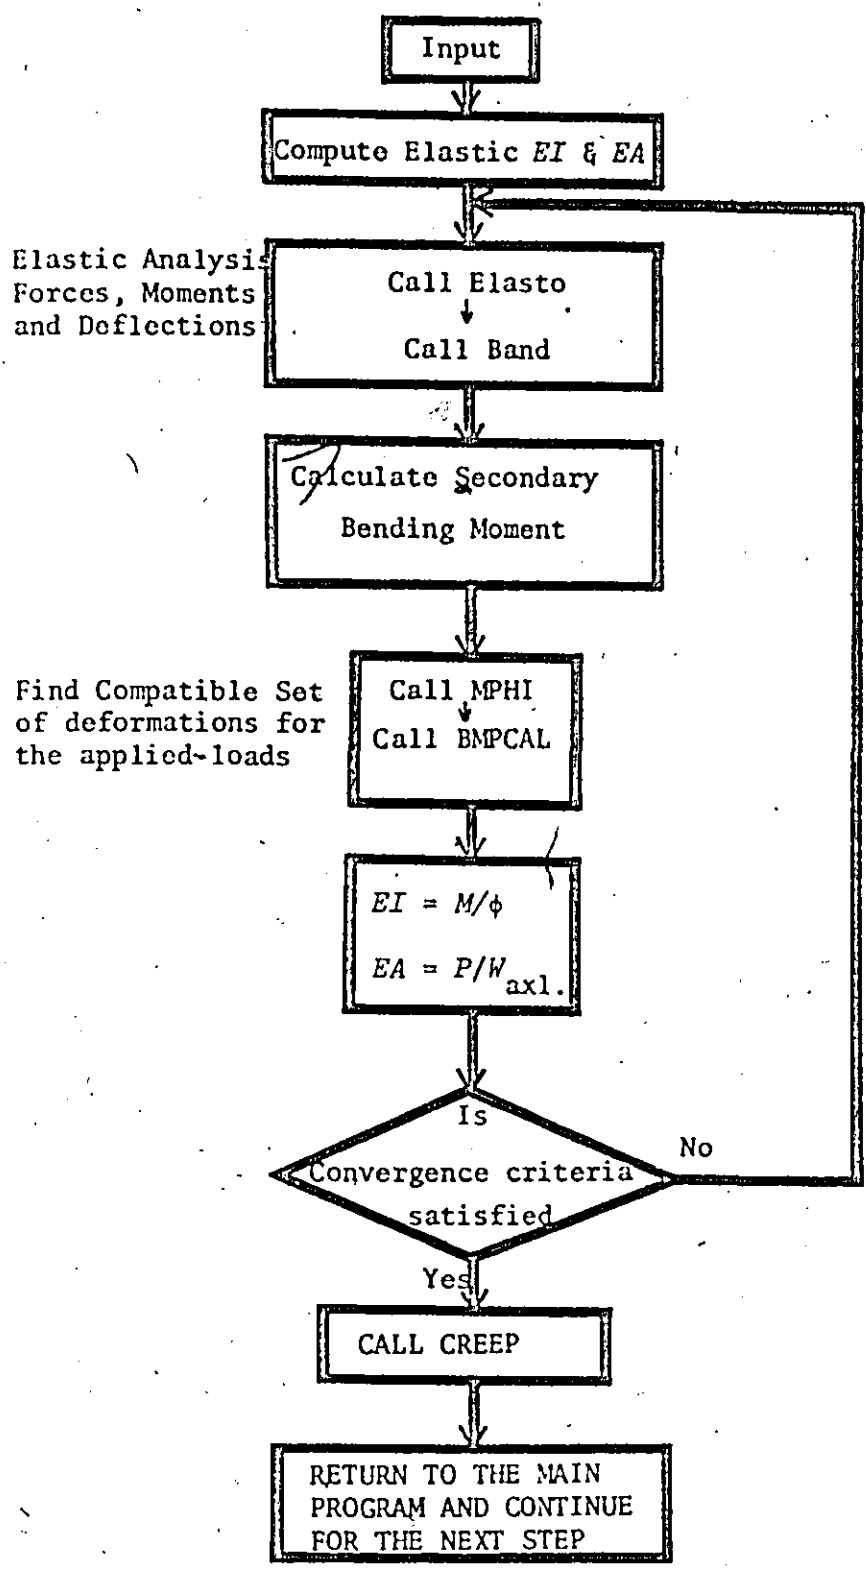 Input
Compute Elastic EI & EA
Elastic Analysis
Forces, Moments
and Deflections
Call Elasto
↓
Call Band
Calculate Secondary
Bending Moment
Find Compatible Set
of deformations for
the applied-loads
Call MPHI
↓
Call BMPCAL
EI = M/φ
EA = P/W axl.
Is
Convergence criteria
satisfied
No
Yes
CALL CREEP
RETURN TO THE MAIN
PROGRAM AND CONTINUE
FOR THE NEXT STEP